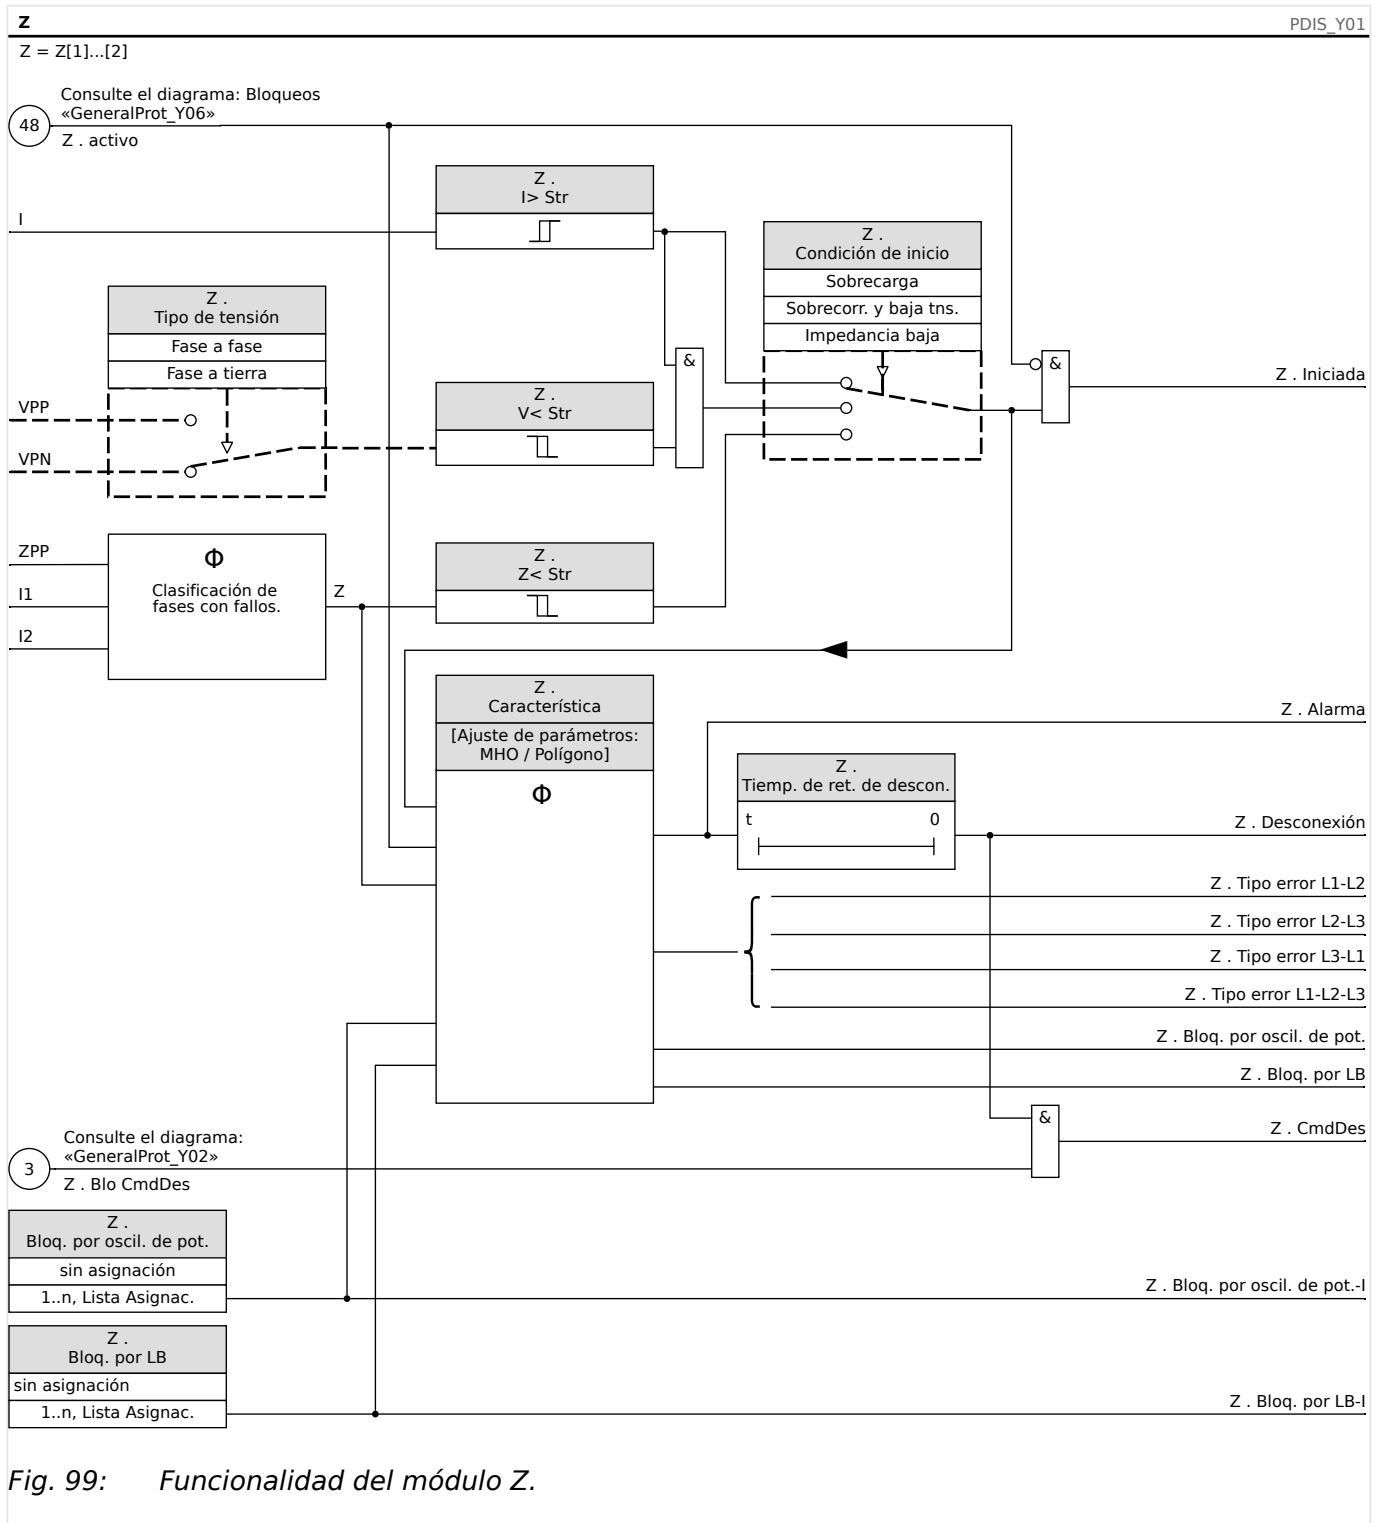 Z
PDIS_Y01
Z = Z[1]...[2]
Consulte el diagrama: Bloqueos
«GeneralProt_Y06»
48
Z . activo
Z .
I> Str
I
Z .
Condición de inicio
Sobrecarga
Sobrecorr. y baja tns.
Impedancia baja
Z .
Tipo de tensión
Fase a fase
Fase a tierra
&
&
Z . Iniciada
VPP
VPN
Z .
V< Str
ZPP
I1
I2
Φ
Clasificación de
fases con fallos.
Z
Z .
Z< Str
Z .
Característica
[Ajuste de parámetros:
MHO / Polígono]
Φ
Z . Alarma
Z .
Tiemp. de ret. de descon.
t 0
Z . Desconexión
Z . Tipo error L1-L2
Z . Tipo error L2-L3
Z . Tipo error L3-L1
Z . Tipo error L1-L2-L3
Z . Bloq. por oscil. de pot.
Z . Bloq. por LB
&
Z . CmdDes
Consulte el diagrama:
«GeneralProt_Y02»
3
Z . Blo CmdDes
Z .
Bloq. por oscil. de pot.
sin asignación
1..n, Lista Asignac.
Z . Bloq. por oscil. de pot.-I
Z .
Bloq. por LB
sin asignación
1..n, Lista Asignac.
Z . Bloq. por LB-I
Fig. 99: Funcionalidad del módulo Z.